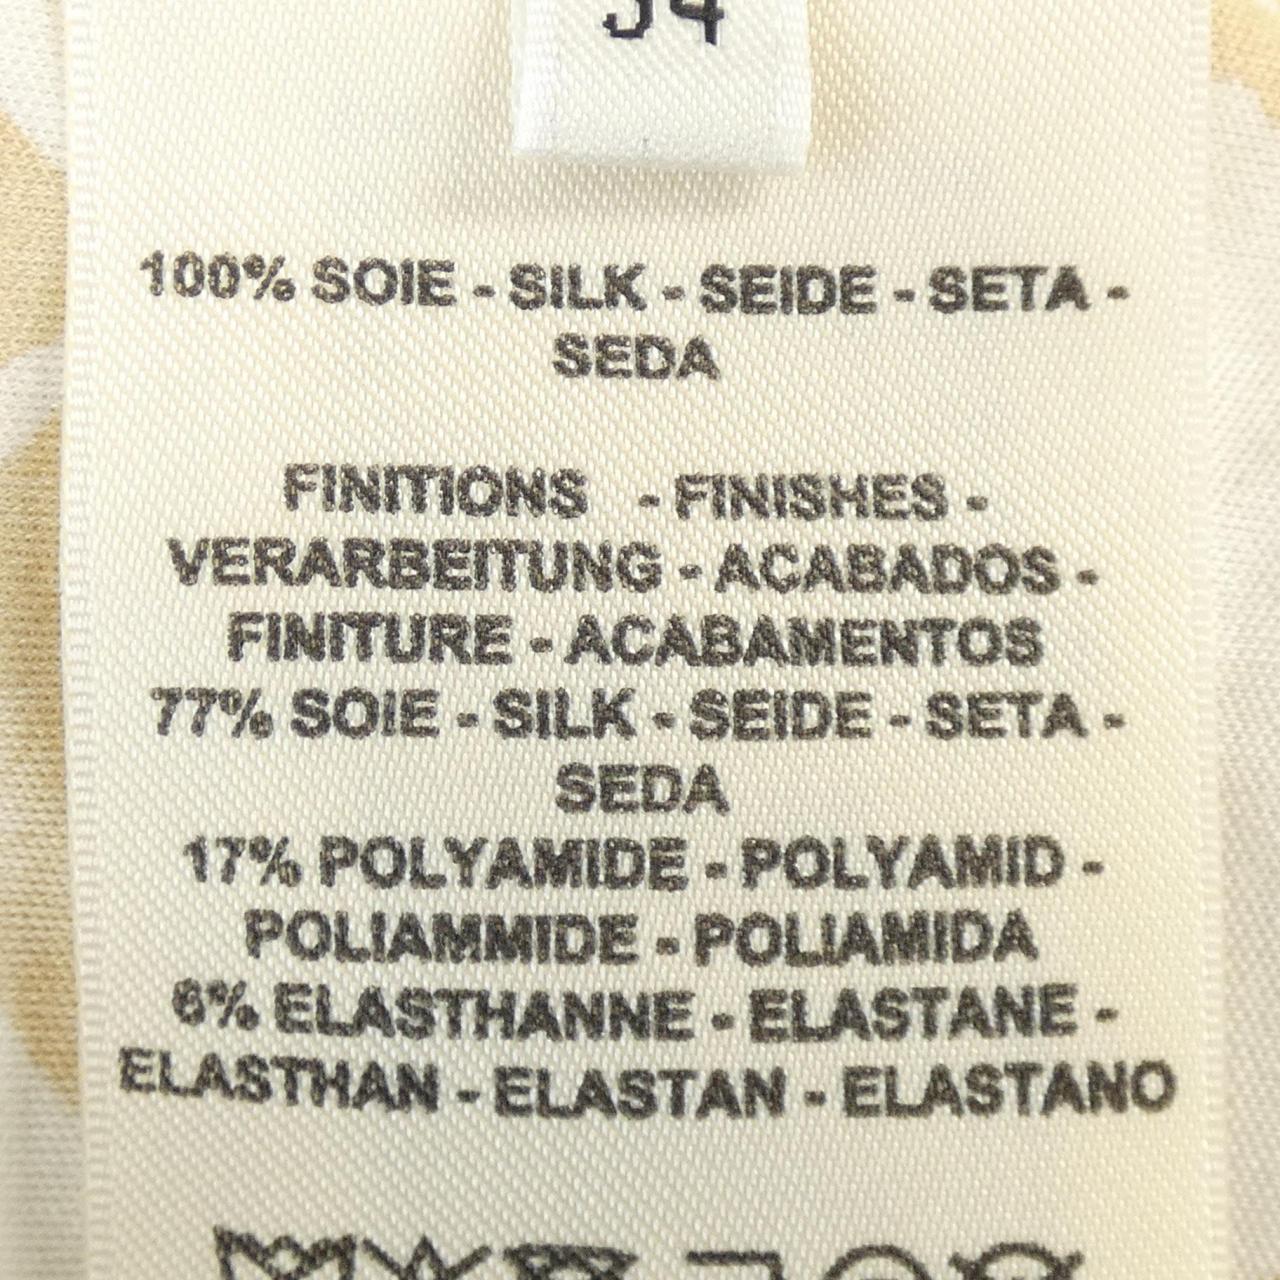 34
100% SOIE - SILK - SEIDE - SETA -
SEDA
FINITIONS - FINISHES -
VERARBEITUNG - ACABADOS -
FINITURE - ACABAMENTOS
77% SOIE - SILK - SEIDE - SETA -
SEDA
17% POLYAMIDE - POLYAMID -
POLIAMMIDE - POLIAMIDA
6% ELASTHANNE - ELASTANE -
ELASTHAN - ELASTAN - ELASTANO